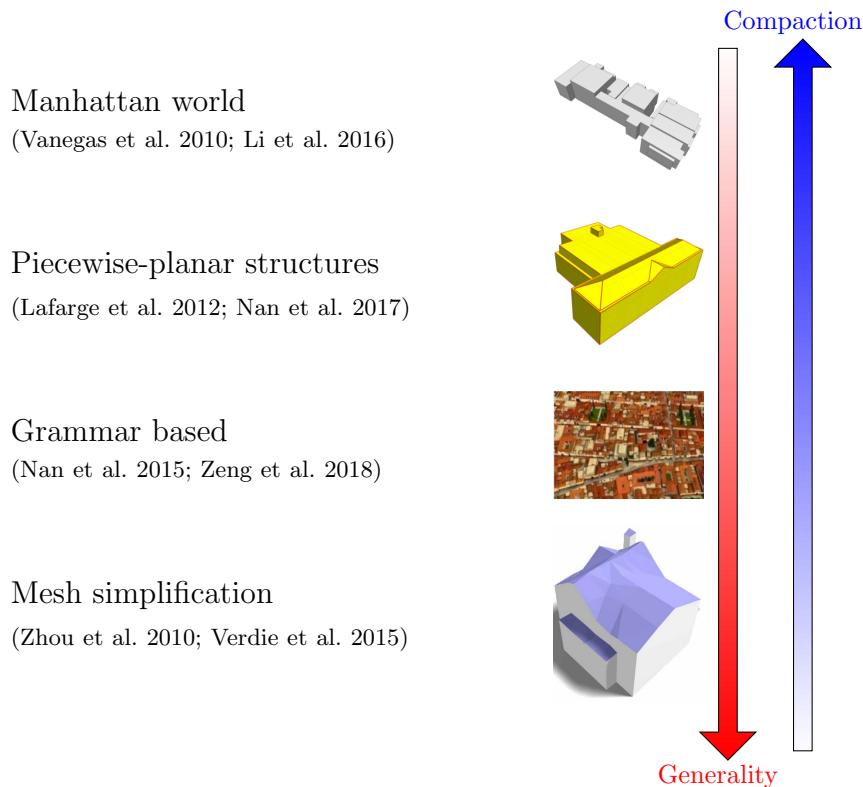 Compaction
Manhattan world
(Vanegas et al. 2010; Li et al. 2016)
Piecewise-planar structures
(Lafarge et al. 2012; Nan et al. 2017)
Grammar based
(Nan et al. 2015; Zeng et al. 2018)
Mesh simplification
(Zhou et al. 2010; Verdie et al. 2015)
Generality